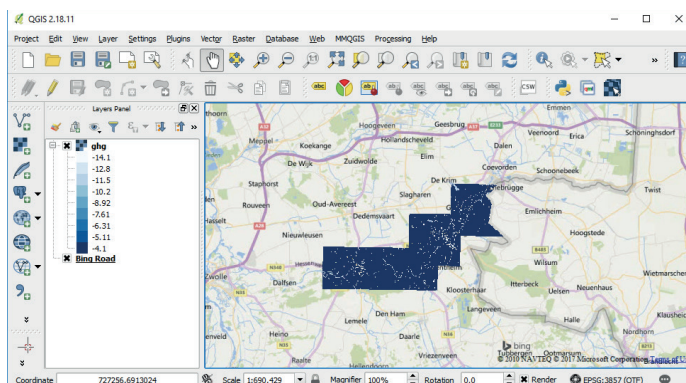 QGIS 2.18.11
Project Edit View Layer Settings Plugins Vector Raster Database Web MMQGIS Processing Help
Layers Panel
ghg
-14.1
-12.8
-11.5
-10.2
-8.92
-7.61
-6.31
-5.11
-4.1
Bing Road
Emmen
Hoogeveen
Geesbrug
Meppel
Koekange
Hollandscheveld
Veenoord
Erica
Schoninghsdorf
Dalen
De Wijk
Zuidwolde
Elim
Coevorden
Schoonebeek
Staphorst
De Krim
Slagharen
Twist
Rouveen
Oud-Avereest
Dedemsvaart
Emlichheim
Hoogstede
Nieuwleusen
Wilsum
Wietmarschen
Zwolle
Dalfsen
Kloosterhaar
Itterbeck
Uelsen
Neuenhaus
Langeveen
Den Ham
Lemele
Halle
Heino
Daarle
Nordhorn
Raalte
Hellendoorn
Vriezenveen
Tubbergen
Ootmarsum
bing
© 2010 NAVTEQ © 2017 Microsoft Corporation Terms of U
Coordinate 727256,6913024 Scale 1:690,429 Magnifier 100% Rotation 0.0 Render EPSG:3857 (OTF)